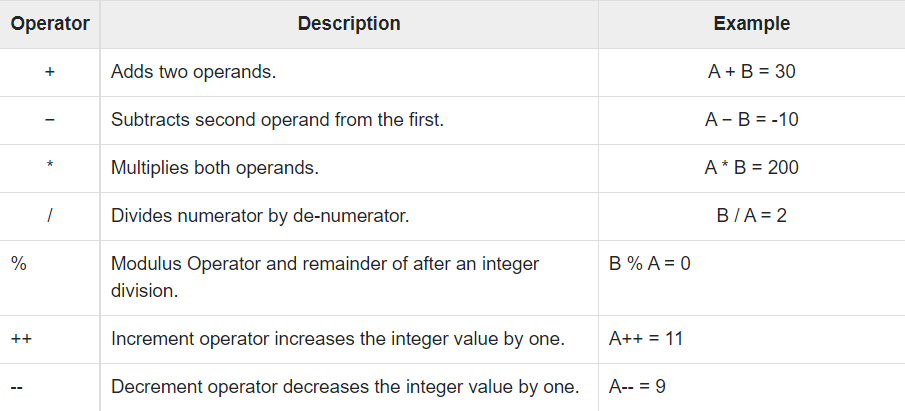 Operator Description Example
+ Adds two operands. A + B = 30
− Subtracts second operand from the first. A − B = -10
* Multiplies both operands. A * B = 200
/ Divides numerator by de-numerator. B / A = 2
% Modulus Operator and remainder of after an integer B % A = 0
division.
++ Increment operator increases the integer value by one. A++ = 11
-- Decrement operator decreases the integer value by one. A-- = 9